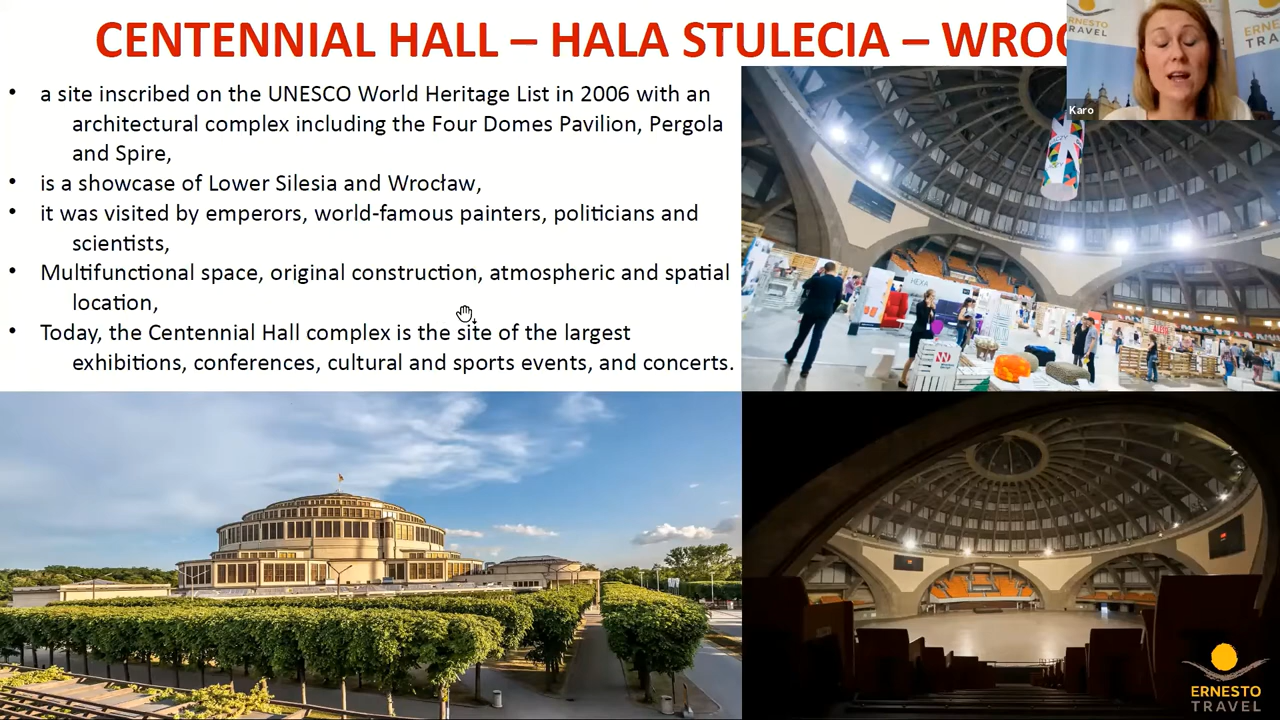 CENTENNIAL HALL – HALA STULECIA – WROC
• a site inscribed on the UNESCO World Heritage List in 2006 with an
architectural complex including the Four Domes Pavilion, Pergola
and Spire,
• is a showcase of Lower Silesia and Wrocław,
• it was visited by emperors, world-famous painters, politicians and
scientists,
• Multifunctional space, original construction, atmospheric and spatial
location,
• Today, the Centennial Hall complex is the site of the largest
exhibitions, conferences, cultural and sports events, and concerts.
ERNESTO
TRAVEL
ERNESTO
TRA
Karo
HEXA
ERNESTO
TRAVEL